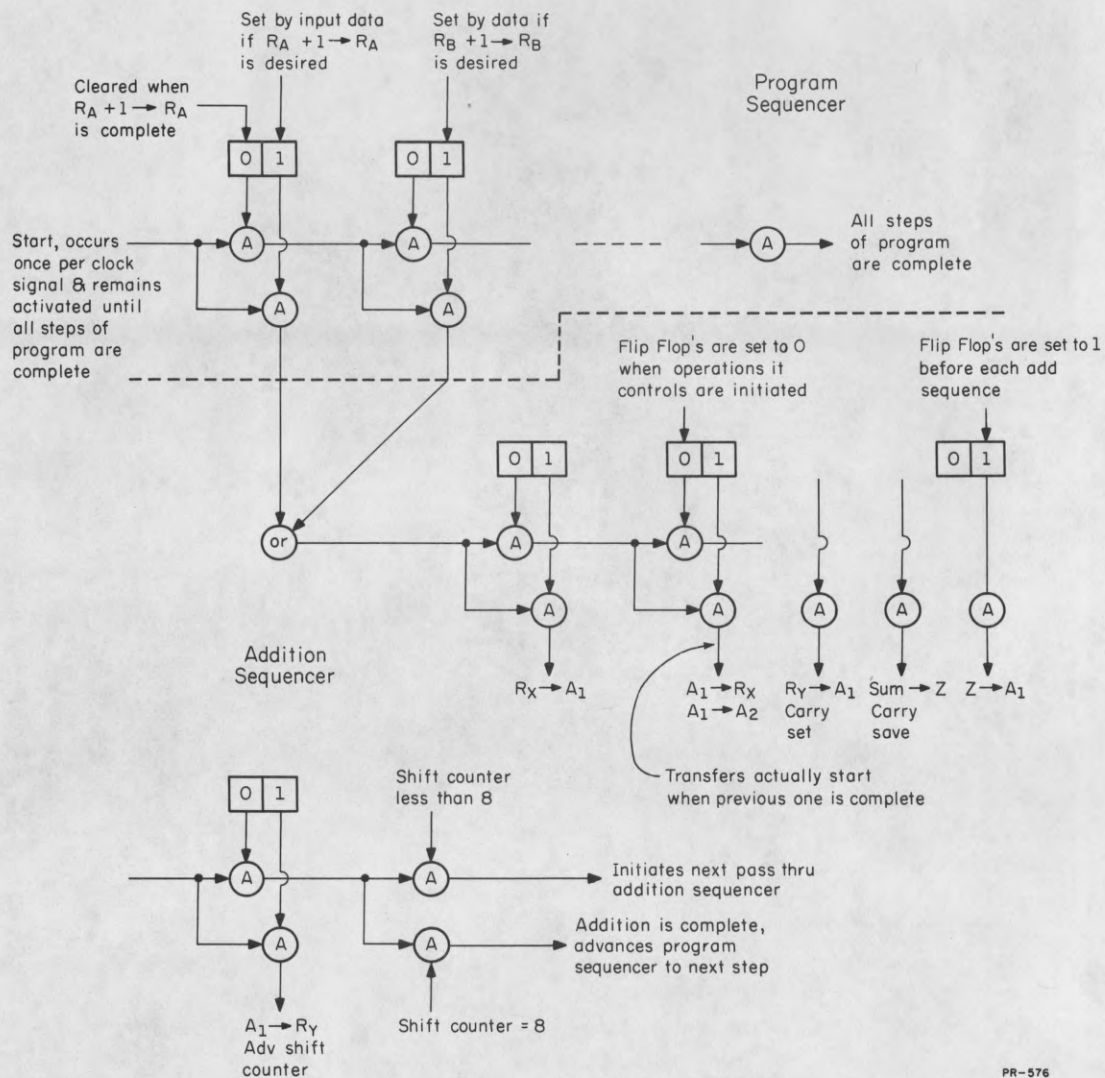 Set by input data
if R_A + 1 → R_A
is desired
Set by data if
R_B + 1 → R_B
is desired
Cleared when
R_A + 1 → R_A
is complete
Program
Sequencer
0 1
0 1
A
A
A
Start, occurs
once per clock
signal & remains
activated until
all steps of
program are
complete
All steps
of program
are complete
A
A
Flip Flop's are set to 0
when operations it
controls are initiated
Flip Flop's are set to 1
before each add
sequence
0 1
0 1
0 1
or
A
A
A
A
A
A
A
Addition
Sequencer
R_X → A_1
A_1 → R_X
A_1 → A_2
R_Y → A_1
Carry
set
Sum → Z
Carry
save
Z → A_1
Transfers actually start
when previous one is complete
0 1
Shift counter
less than 8
A
A
Initiates next pass thru
addition sequencer
A
A
Addition is complete,
advances program
sequencer to next step
A_1 → R_Y
Adv shift
counter
Shift counter = 8
PR-576